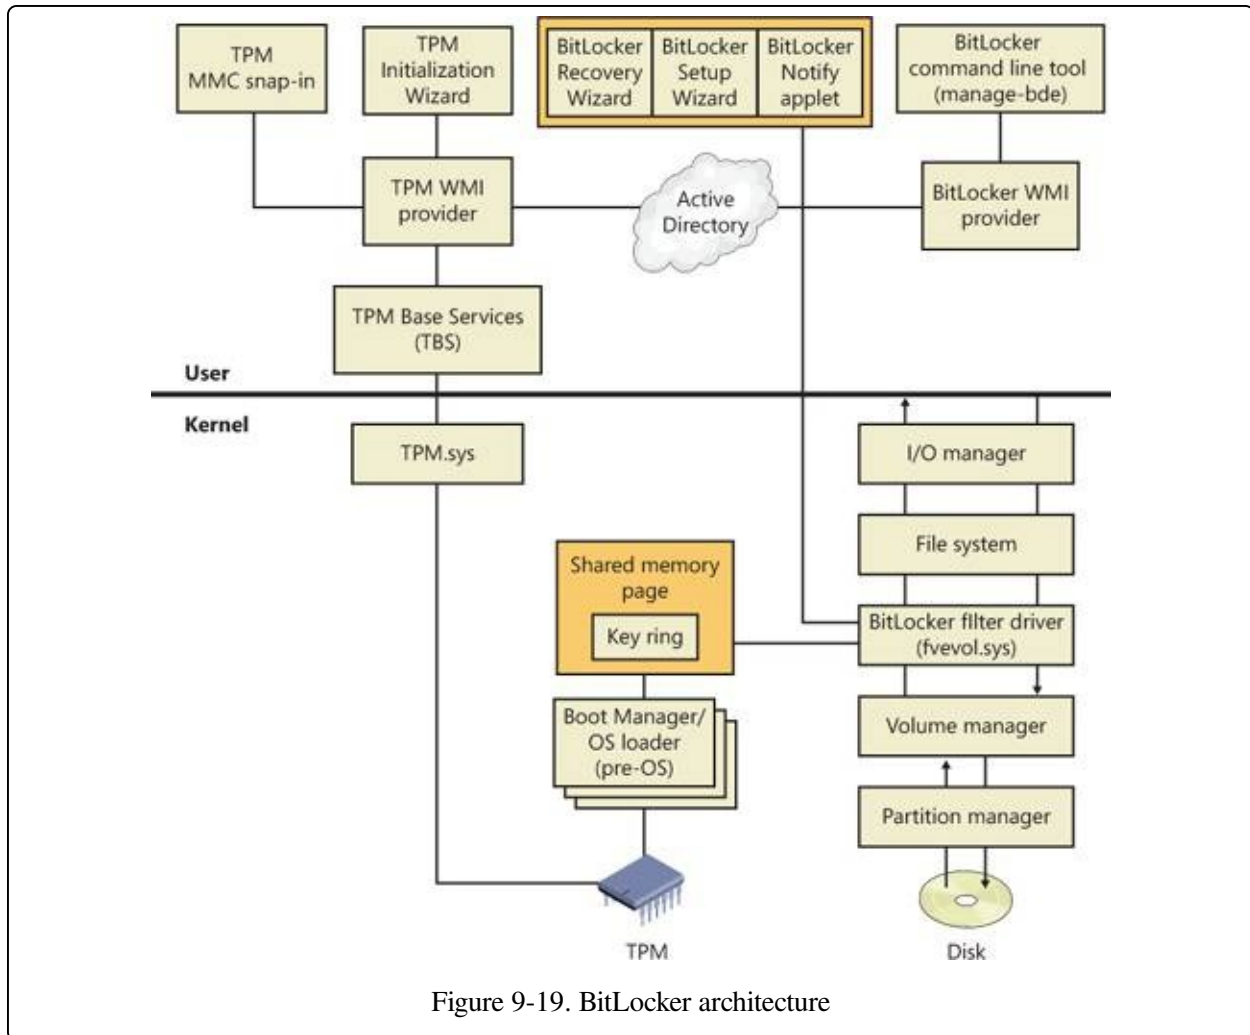 TPM
MMC snap-in
TPM
Initialization
Wizard
BitLocker
Recovery
Wizard
BitLocker
Setup
Wizard
BitLocker
Notify
applet
BitLocker
command line tool
(manage-bde)
TPM WMI
provider
Active
Directory
BitLocker WMI
provider
TPM Base Services
(TBS)
User
Kernel
TPM.sys
I/O manager
File system
Shared memory
page
Key ring
BitLocker filter driver
(fvevol.sys)
Boot Manager/
OS loader
(pre-OS)
Volume manager
Partition manager
TPM
Disk
Figure 9-19. BitLocker architecture